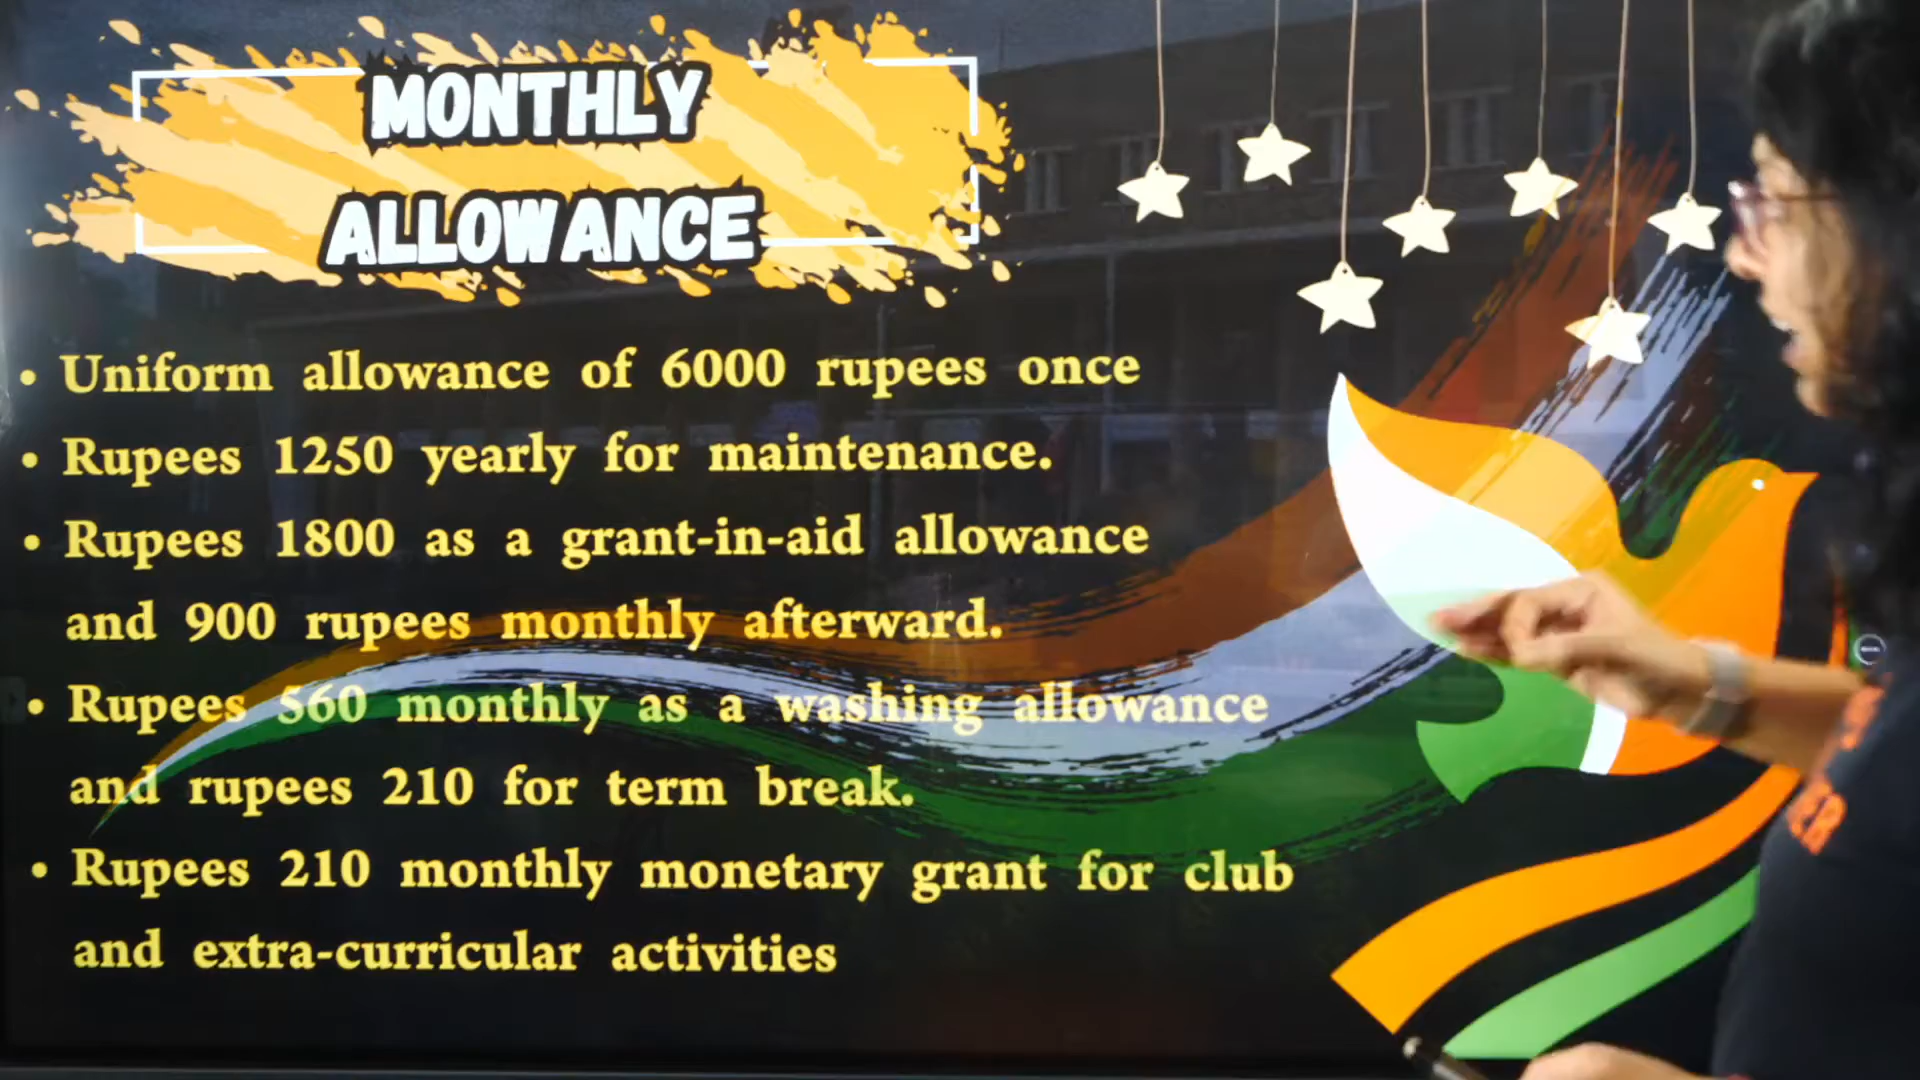 MONTHLY
ALLOWANCE
• Uniform allowance of 6000 rupees once
• Rupees 1250 yearly for maintenance.
• Rupees 1800 as a grant-in-aid allowance
and 900 rupees monthly afterward.
• Rupees 560 monthly as a washing allowance
and rupees 210 for term break.
• Rupees 210 monthly monetary grant for club
and extra-curricular activities